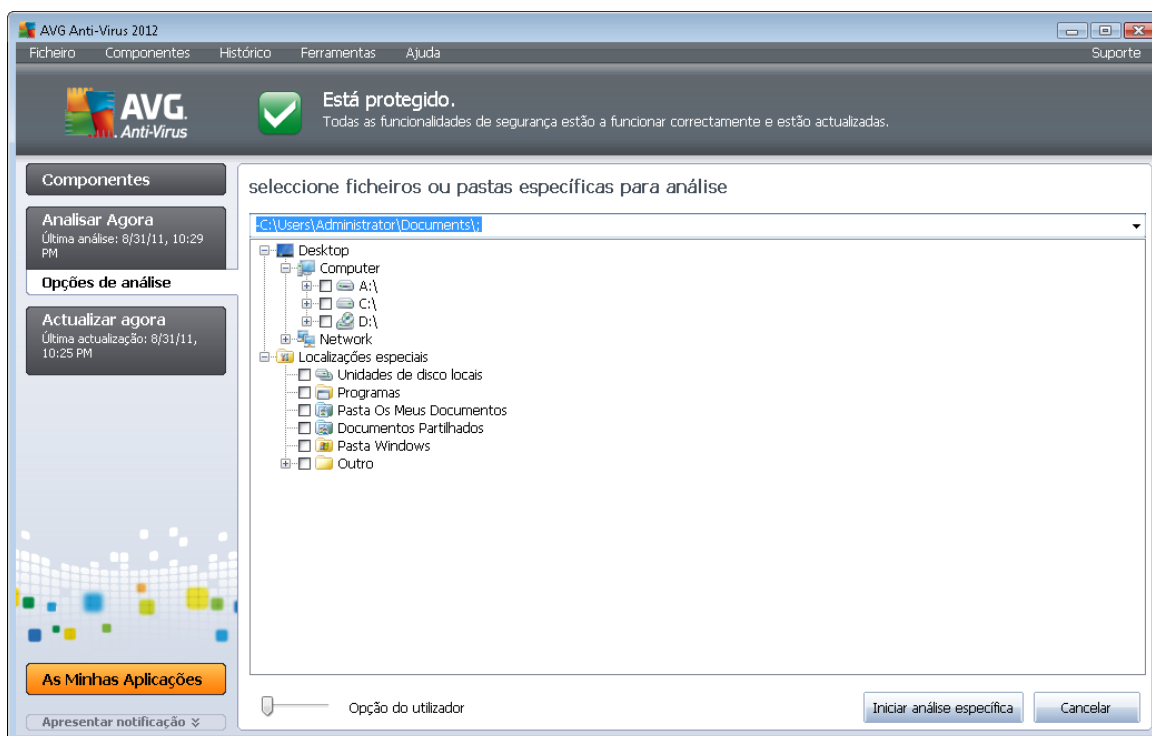 AVG Anti-Virus 2012
Ficheiro Componentes Histórico Ferramentas Ajuda Suporte
AVG.
Anti-Virus
Está protegido.
Todas as funcionalidades de segurança estão a funcionar correctamente e estão actualizadas.
Componentes
Analisar Agora
Última análise: 8/31/11, 10:29
PM
Opções de análise
Actualizar agora
Última actualização: 8/31/11,
10:25 PM
As Minhas Aplicações
Apresentar notificação
seleccione ficheiros ou pastas específicas para análise
-C:\Users\Administrator\Documents\;
Desktop
Computer
A:\
C:\
D:\
Network
Localizações especiais
Unidades de disco locais
Programas
Pasta Os Meus Documentos
Documentos Partilhados
Pasta Windows
Outro
Opção do utilizador
Iniciar análise específica
Cancelar